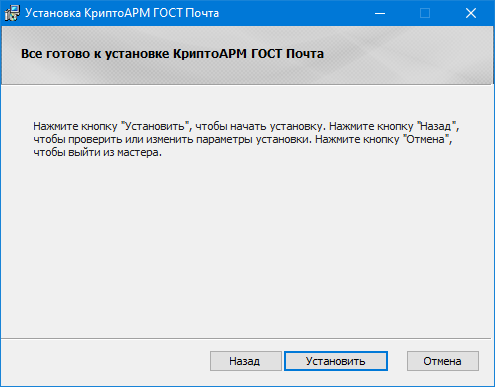 Установка КриптоАРМ ГОСТ Почта
Все готово к установке КриптоАРМ ГОСТ Почта
Нажмите кнопку "Установить", чтобы начать установку. Нажмите кнопку "Назад",
чтобы проверить или изменить параметры установки. Нажмите кнопку "Отмена",
чтобы выйти из мастера.
Назад
Установить
Отмена